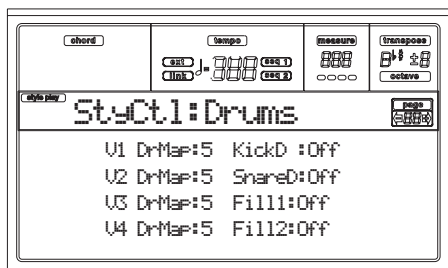 chord tempo measure transpose
ext link seq 1 seq 2 octave
style play StyCtl:Drums page
V1 DrMap:5 KickD :Off
V2 DrMap:5 SnareD:Off
V3 DrMap:5 Fill1:Off
V4 DrMap:5 Fill2:Off